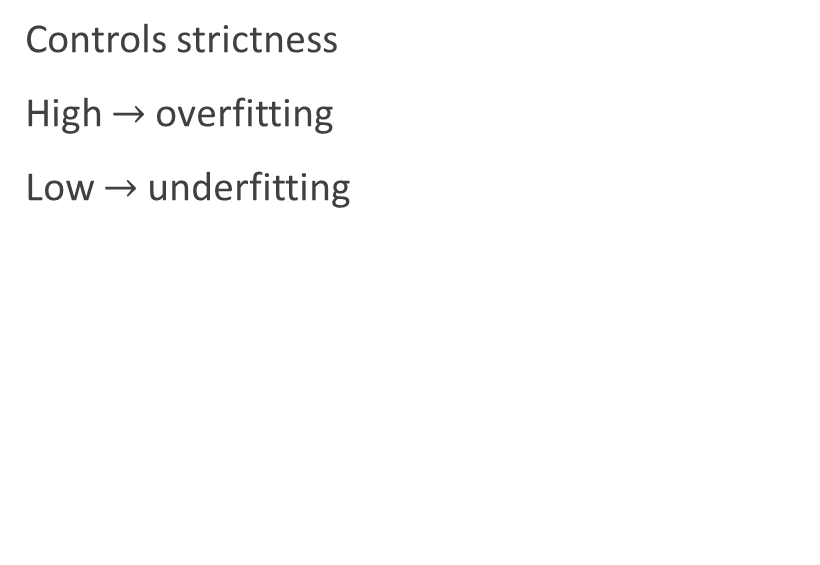 Controls strictness
High → overfitting
Low → underfitting